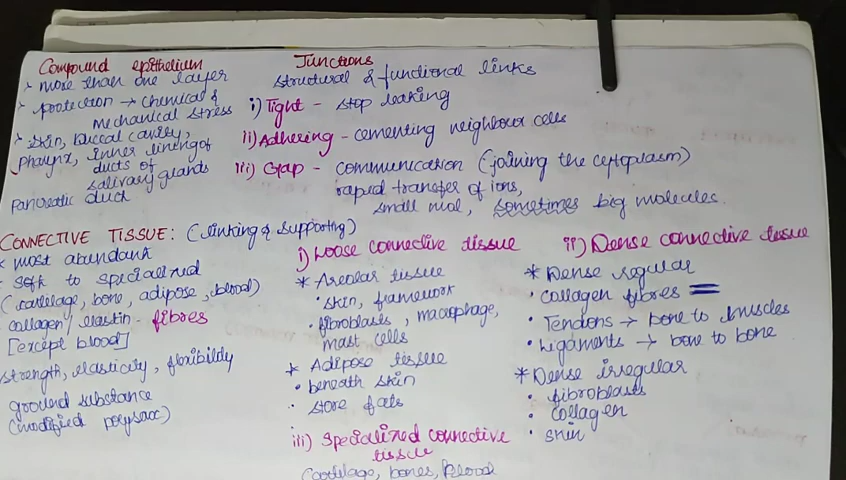 Compound epithelium
> more than one layer
> protection → chemical &
mechanical stress
> skin, buccal cavity,
Pharynx, inner lining of
ducts of
salivary glands
Pancreatic duct
Junctions
structural & functional links
i) Tight - stop leaking
ii) Adhering - cementing neighbour cells
iii) Gap - communication (joining the cytoplasm)
rapid transfer of ions,
small mol, sometimes big molecules.
CONNECTIVE TISSUE: (linking & supporting)
most abundant
soft to specialized
(cartilage, bone, adipose, blood)
collagen/elastin - fibres
[except blood]
strength, elasticity, flexibility
ground substance
(modified polysacc)
i) Loose connective tissue
* Areolar tissue
• skin, framework
• fibroblasts, macrophage,
mast cells
* Adipose tissue
• beneath skin
• store fats
iii) Specialized connective
tissue
Cartilage, bones, blood
ii) Dense connective tissue
* Dense regular
• collagen fibres
• Tendons → bone to muscles
• Ligaments → bone to bone
* Dense irregular
• fibroblasts
• collagen
• skin